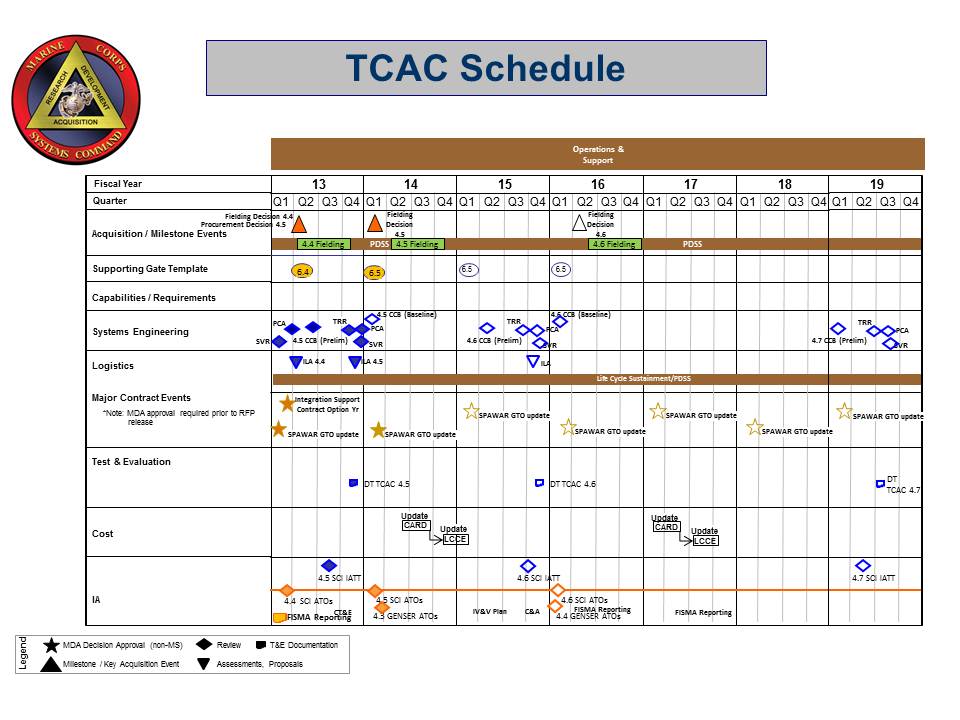 TCAC Schedule
MARINE CORPS
RESEARCH
DEVELOPMENT
ACQUISITION
SYSTEMS COMMAND
Operations &
Support
Fiscal Year 13 14 15 16 17 18 19
Quarter Q1 Q2 Q3 Q4 Q1 Q2 Q3 Q4 Q1 Q2 Q3 Q4 Q1 Q2 Q3 Q4 Q1 Q2 Q3 Q4 Q1 Q2 Q3 Q4 Q1 Q2 Q3 Q4
Acquisition / Milestone Events
Fielding Decision 4.4
Procurement Decision 4.5
Fielding
Decision
4.5
Fielding
Decision
4.6
4.4 Fielding PDSS 4.5 Fielding 4.6 Fielding PDSS
Supporting Gate Template
6.4 6.5 6.5 6.5
Capabilities / Requirements
Systems Engineering
4.5 CCB (Baseline) 4.6 CCB (Baseline)
PCA TRR PCA TRR PCA TRR PCA
SVR 4.5 CCB (Prelim) SVR 4.6 CCB (Prelim) SVR 4.7 CCB (Prelim) SVR
Logistics
ILA 4.4 ILA 4.5 ILA
Life Cycle Sustainment/PDSS
Major Contract Events
*Note: MDA approval required prior to RFP
release
Integration Support
Contract Option Yr
SPAWAR GTO update SPAWAR GTO update SPAWAR GTO update
SPAWAR GTO update SPAWAR GTO update SPAWAR GTO update SPAWAR GTO update
Test & Evaluation
DT TCAC 4.5 DT TCAC 4.6
DT
TCAC 4.7
Cost
Update
CARD
Update
LCCE
Update
CARD
Update
LCCE
IA
4.5 SCI IATT 4.6 SCI IATT 4.7 SCI IATT
4.4 SCI ATOs 4.5 SCI ATOs 4.6 SCI ATOs
FISMA Reporting CT&E 4.3 GENSER ATOs IV&V Plan C&A FISMA Reporting FISMA Reporting
4.4 GENSER ATOs
Legend
MDA Decision Approval (non-MS) Review T&E Documentation
Milestone / Key Acquisition Event Assessments, Proposals